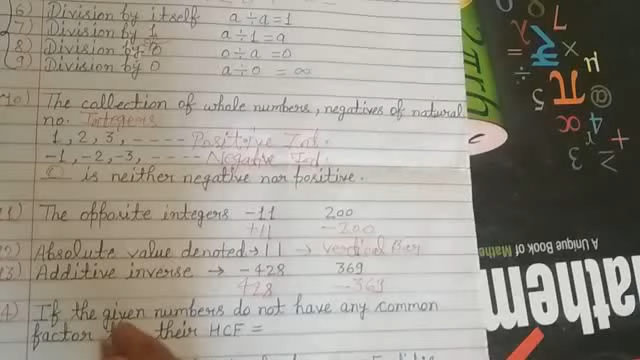 6) Division by itself a÷a=1
7) Division by 1 a÷1=a
8) Division by 0 0÷a=0
9) Division by 0 a÷0=∞
10) The collection of whole numbers, negatives of natural
no. Integers
1, 2, 3, ---- Positive Int.
-1, -2, -3, ---- Negative Int.
0 is neither negative nor positive.
11) The opposite integers -11 200
+11 -200
12) Absolute value denoted → | | → vertical Bar
13) Additive inverse → -428 369
428 -369
14) If the given numbers do not have any common
factor their HCF =
2πrh
A Unique Book of Mathe
Mathem